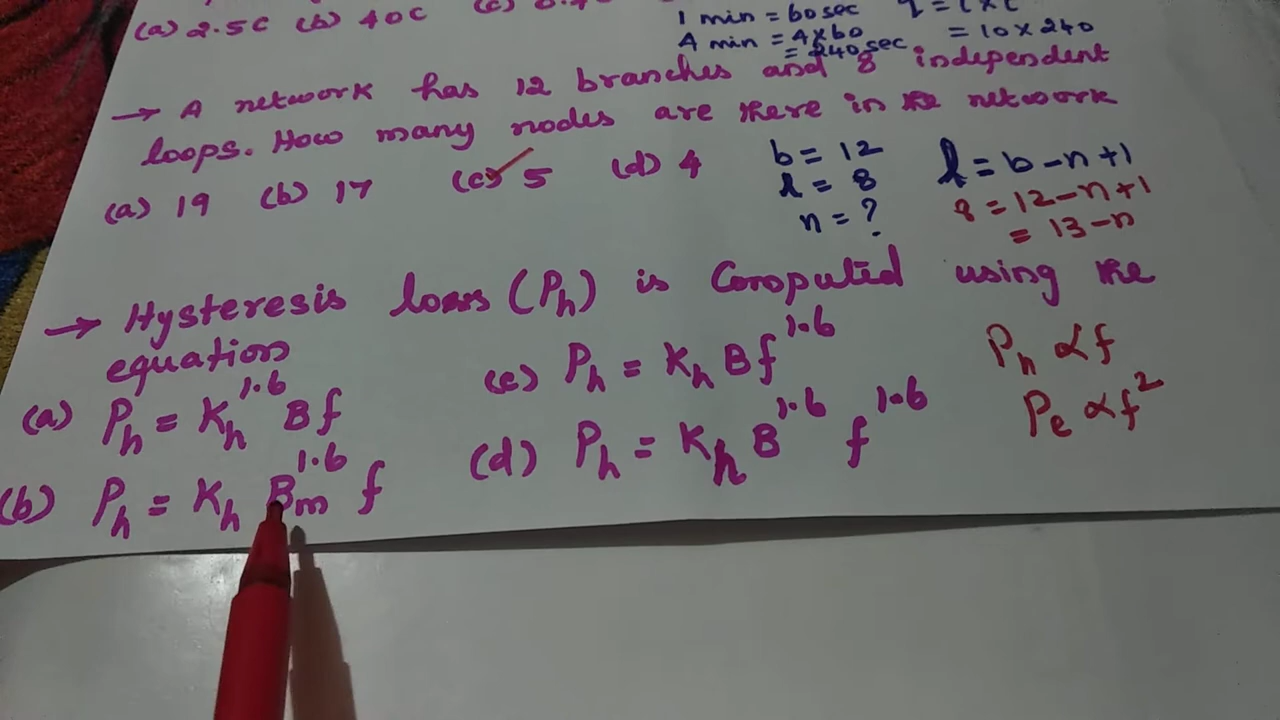 (a) 2.5C (b) 40C (c)
1 min = 60 sec
4 min = 4×60
= 240 sec
= 10 × 240
→ A network has 12 branches and 8 independent
loops. How many nodes are there in the network
(a) 19 (b) 17 (c) 5 (d) 4
b = 12
l = 8
n = ?
l = b - n + 1
8 = 12 - n + 1
= 13 - n
→ Hysteresis loss (Pₕ) is Computed using the
equation
(a) Pₕ = Kₕ^1.6 B f
(b) Pₕ = Kₕ Bₘ^1.6 f
(c) Pₕ = Kₕ B f^1.6
(d) Pₕ = Kₕ B^1.6 f^1.6
Pₕ ∝ f
Pₑ ∝ f²